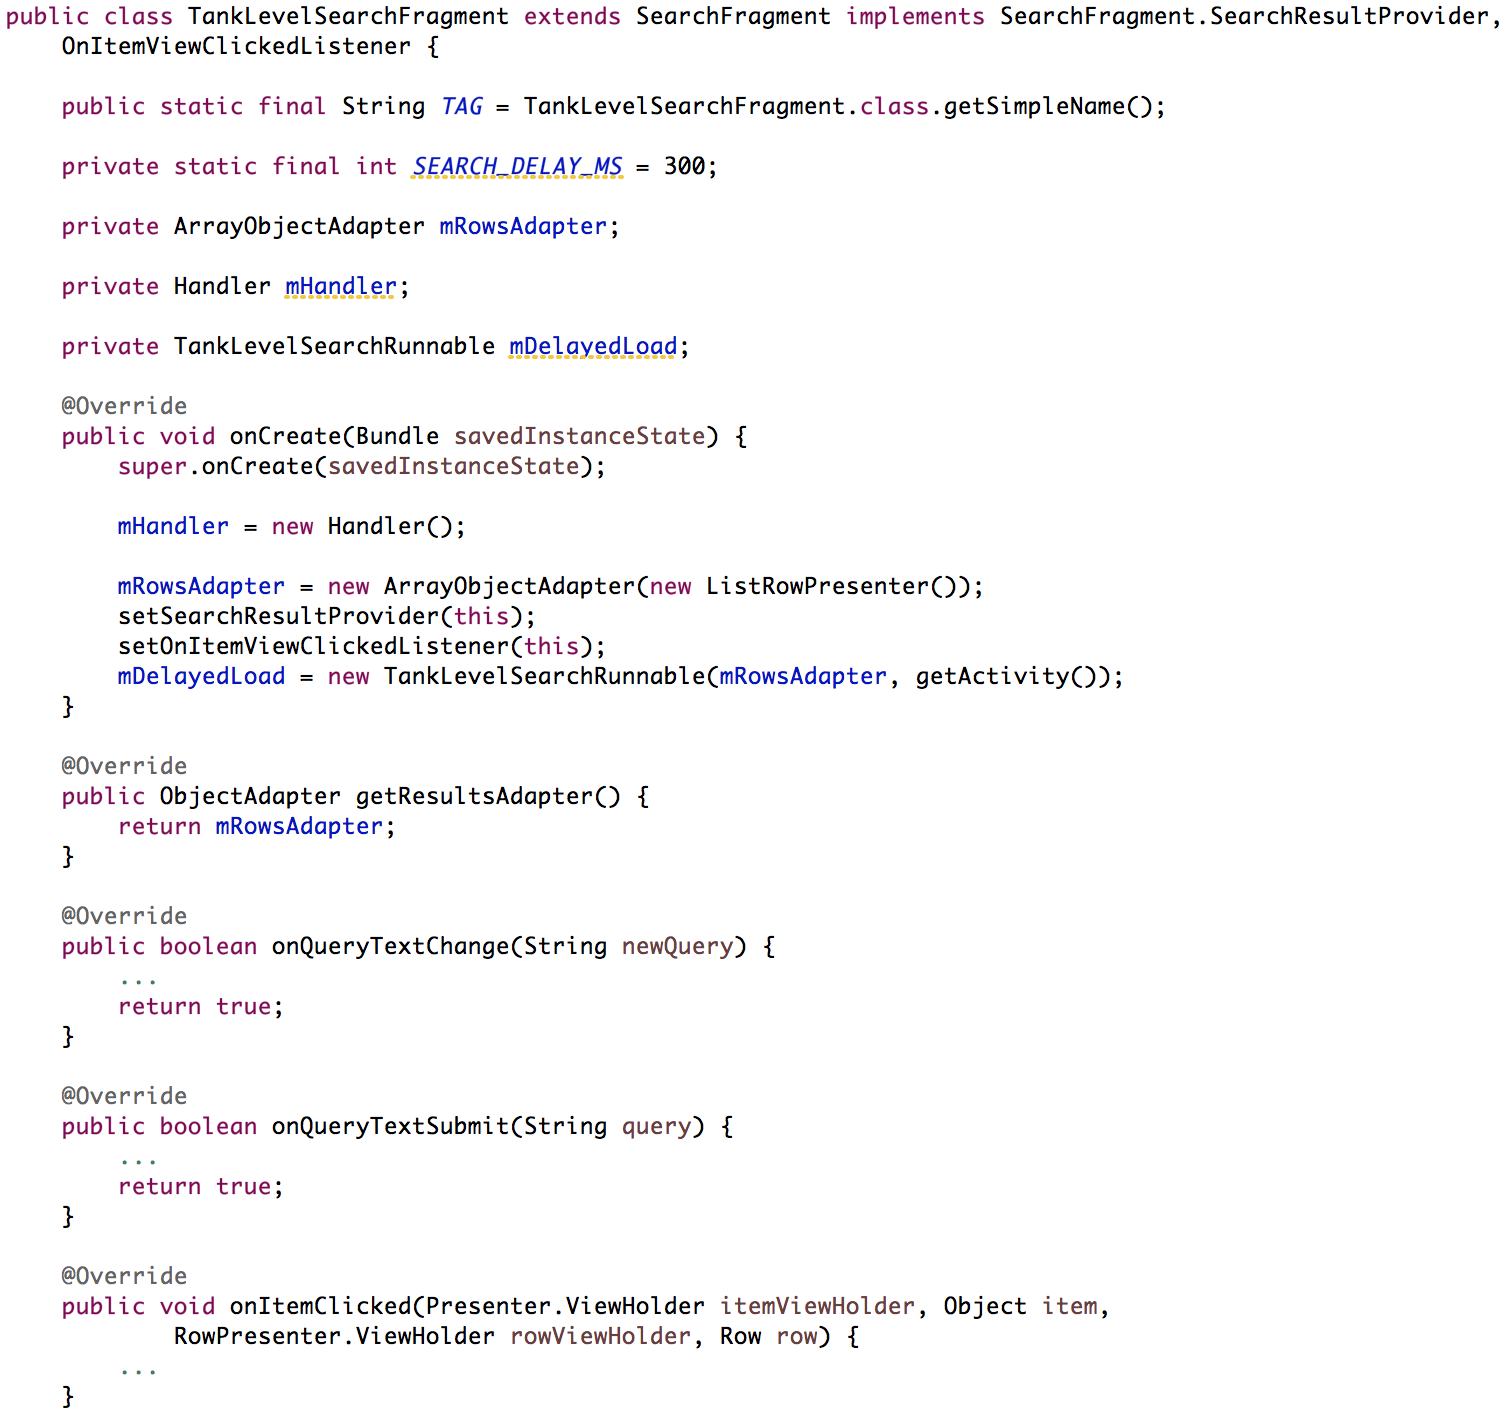 public class TankLevelSearchFragment extends SearchFragment implements SearchFragment.SearchResultProvider,
    OnItemViewClickedListener {

    public static final String TAG = TankLevelSearchFragment.class.getSimpleName();

    private static final int SEARCH_DELAY_MS = 300;

    private ArrayObjectAdapter mRowsAdapter;

    private Handler mHandler;

    private TankLevelSearchRunnable mDelayedLoad;

    @Override
    public void onCreate(Bundle savedInstanceState) {
        super.onCreate(savedInstanceState);

        mHandler = new Handler();

        mRowsAdapter = new ArrayObjectAdapter(new ListRowPresenter());
        setSearchResultProvider(this);
        setOnItemViewClickedListener(this);
        mDelayedLoad = new TankLevelSearchRunnable(mRowsAdapter, getActivity());
    }

    @Override
    public ObjectAdapter getResultsAdapter() {
        return mRowsAdapter;
    }

    @Override
    public boolean onQueryTextChange(String newQuery) {
        ...
        return true;
    }

    @Override
    public boolean onQueryTextSubmit(String query) {
        ...
        return true;
    }

    @Override
    public void onItemClicked(Presenter.ViewHolder itemViewHolder, Object item,
            RowPresenter.ViewHolder rowViewHolder, Row row) {
        ...
    }